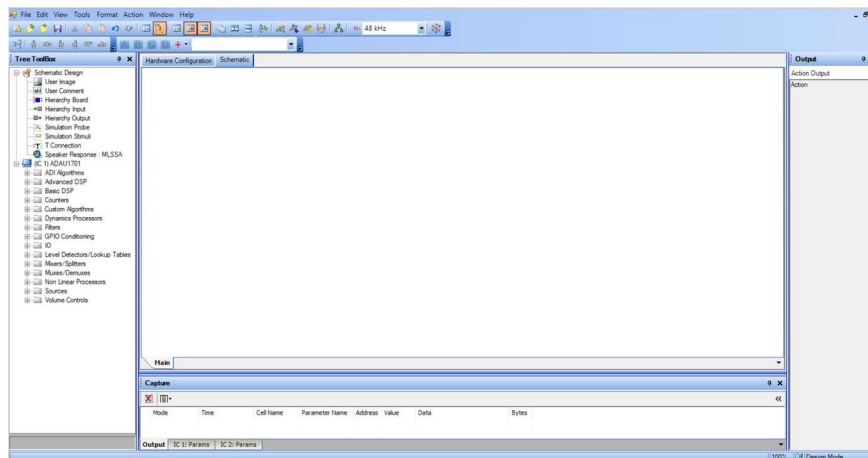 File Edit View Tools Format Action Window Help
48 kHz
Tree ToolBox
Hardware Configuration Schematic
Output
Action Output
Action
Schematic Design
User Image
User Comment
Hierarchy Board
Hierarchy Input
Hierarchy Output
Simulation Probe
Simulation Stimuli
T Connection
Speaker Response : MLSSA
(IC 1) ADAU1701
ADI Algorithms
Advanced DSP
Basic DSP
Counters
Custom Algorithms
Dynamics Processors
Filters
GPIO Conditioning
IO
Level Detectors/Lookup Tables
Mixers/Splitters
Muxes/Demuxes
Non Linear Processors
Sources
Volume Controls
Main
Capture
Mode Time Cell Name Parameter Name Address Value Data Bytes
Output IC 1: Params IC 2: Params
100% Design Mode